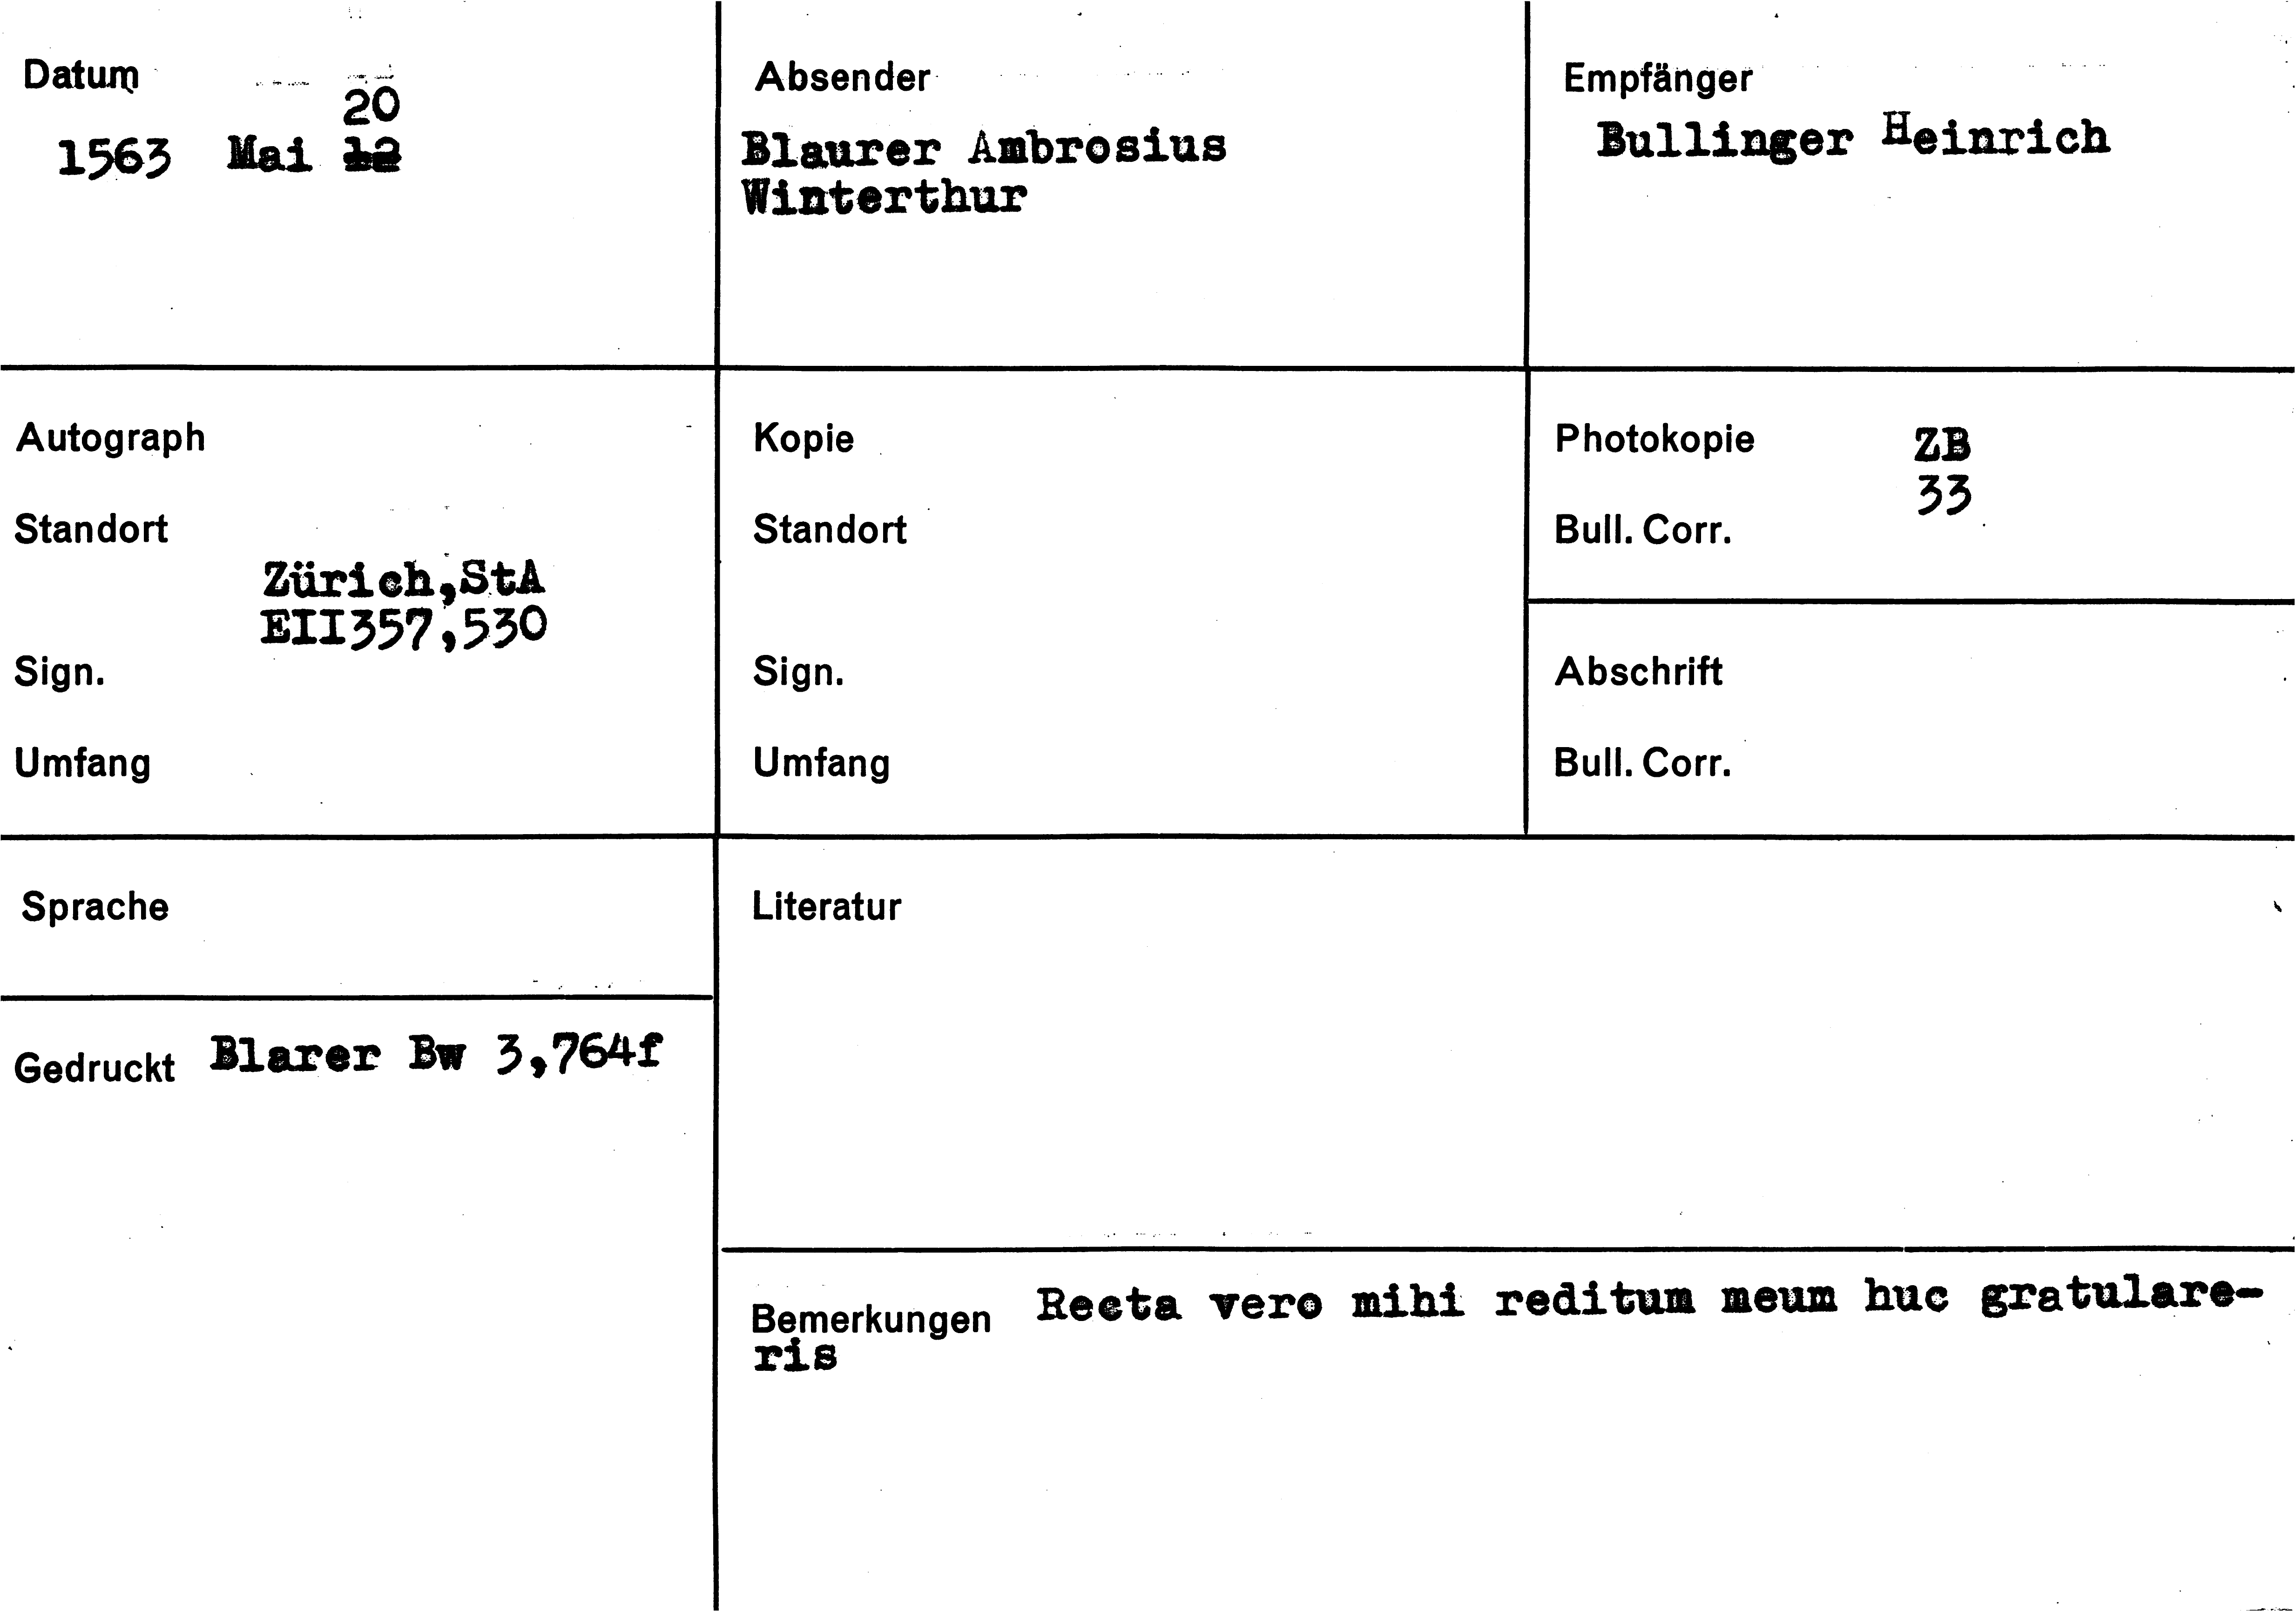 Datum
20
1563 Mai 12
Absender
Blaurer Ambrosius
Winterthur
Empfänger
Bullinger Heinrich
Autograph
Standort
Zürich,StA
EII357,530
Sign.
Umfang
Kopie
Standort
Sign.
Umfang
Photokopie ZB
33
Bull. Corr.
Abschrift
Bull. Corr.
Sprache
Literatur
Gedruckt Blarer Bw 3,764f
Bemerkungen Recta vero mihi reditum meum huc gratulare-
ris